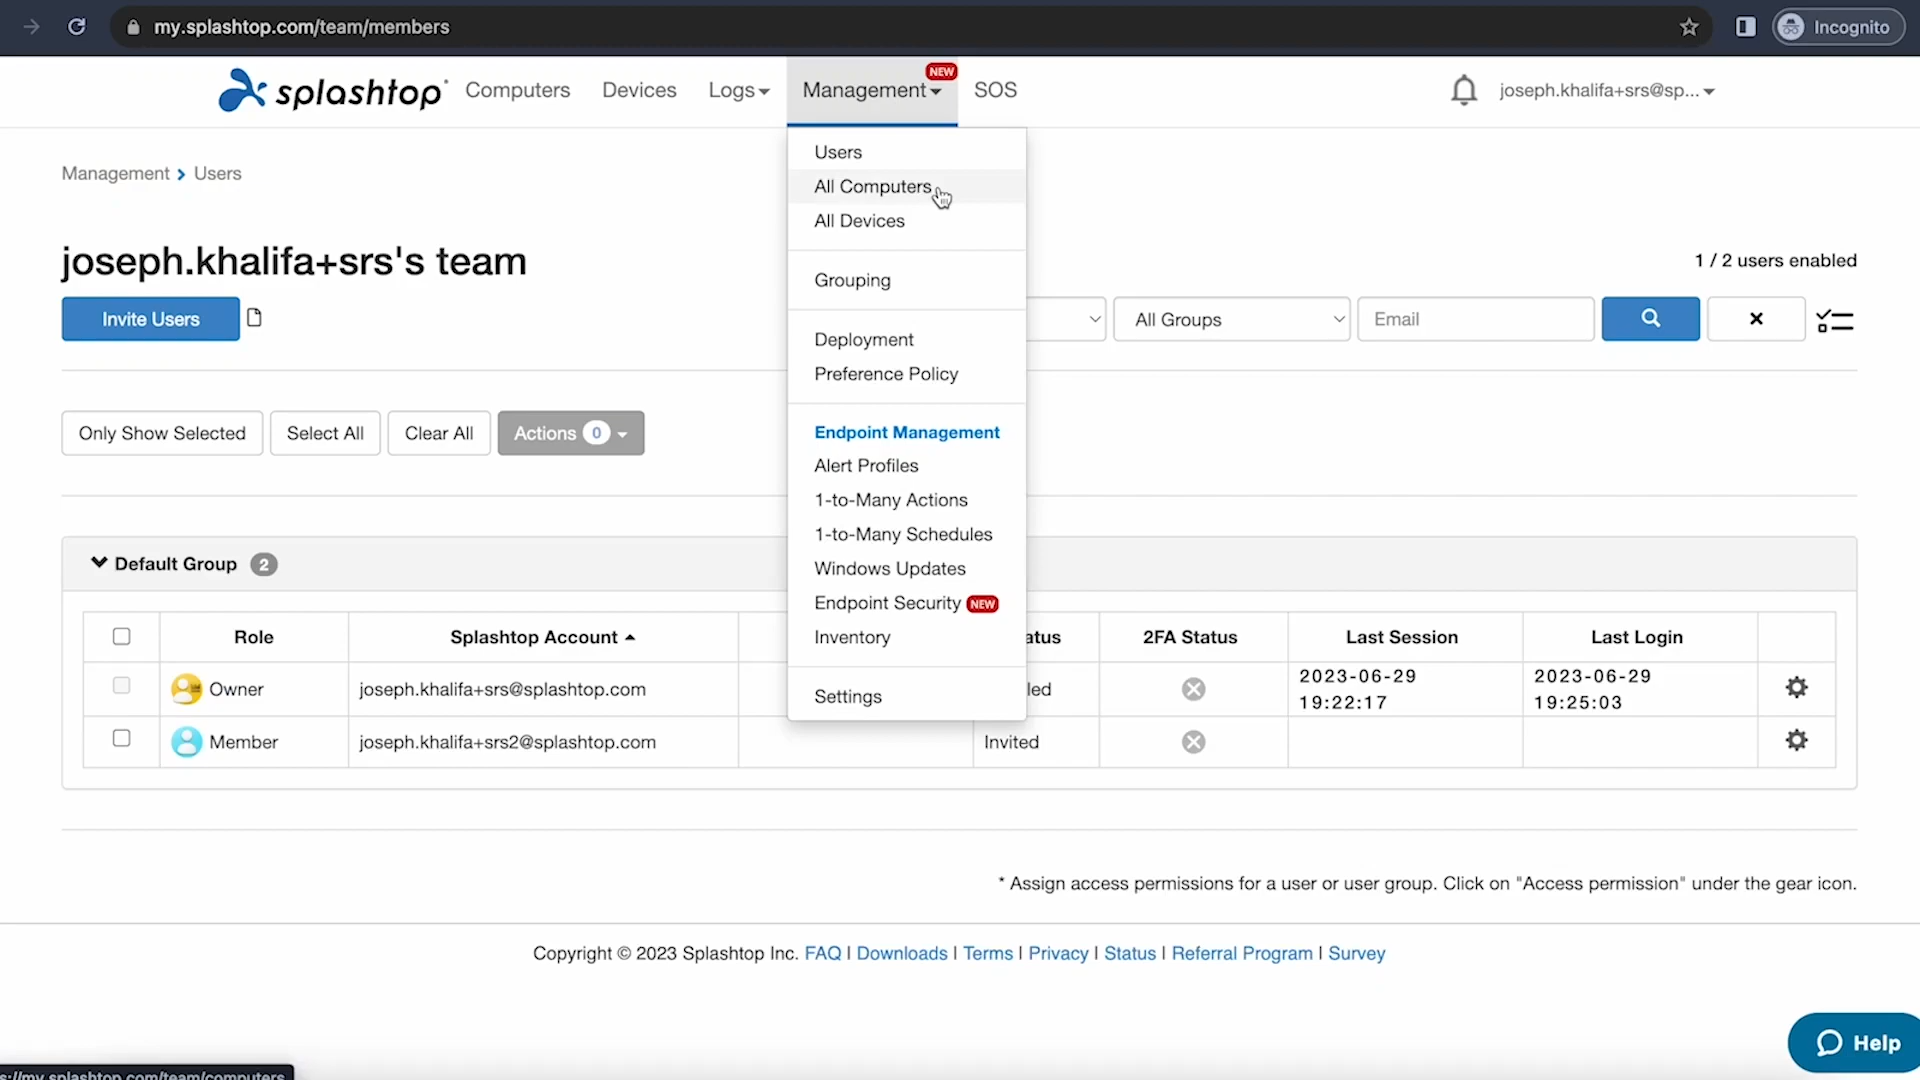 my.splashtop.com/team/members
Incognito
splashtop
Computers
Devices
Logs
Management
NEW
SOS
joseph.khalifa+srs@sp...
Management > Users
Users
All Computers
All Devices
Grouping
Deployment
Preference Policy
Endpoint Management
Alert Profiles
1-to-Many Actions
1-to-Many Schedules
Windows Updates
Endpoint Security NEW
Inventory
Settings
joseph.khalifa+srs's team
1 / 2 users enabled
Invite Users
All Groups
Email
Only Show Selected
Select All
Clear All
Actions 0
Default Group 2
Role
Splashtop Account
atus
2FA Status
Last Session
Last Login
Owner
joseph.khalifa+srs@splashtop.com
led
2023-06-29
19:22:17
2023-06-29
19:25:03
Member
joseph.khalifa+srs2@splashtop.com
Invited
* Assign access permissions for a user or user group. Click on "Access permission" under the gear icon.
Copyright © 2023 Splashtop Inc. FAQ | Downloads | Terms | Privacy | Status | Referral Program | Survey
Help
s://my.splashtop.com/team/computers